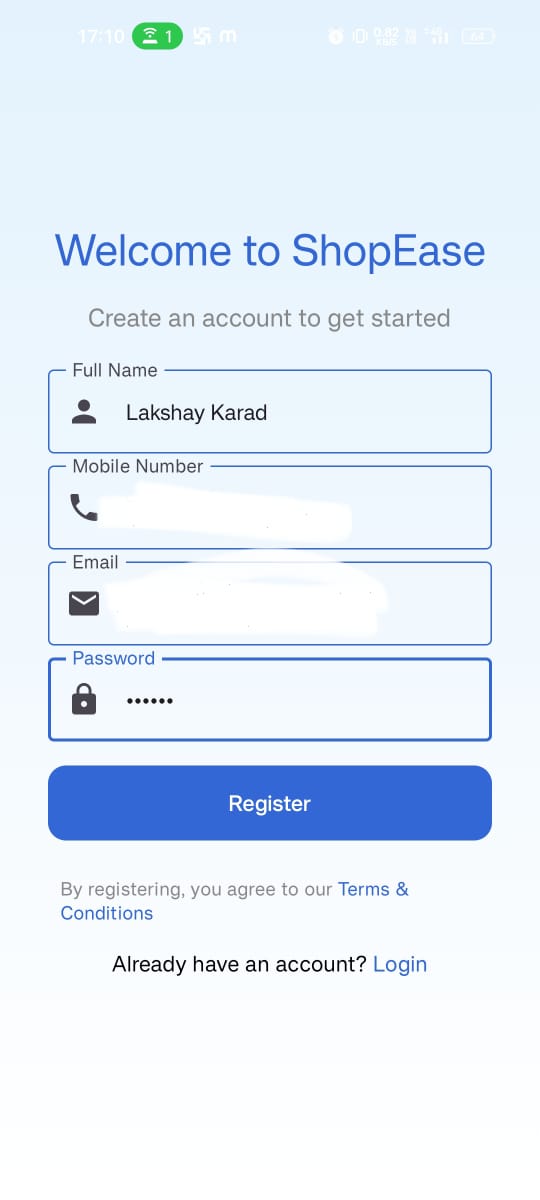 17:10 1 m 0.82 KB/S 4G 64
Welcome to ShopEase
Create an account to get started
Full Name
Lakshay Karad
Mobile Number
Email
Password
••••••
Register
By registering, you agree to our Terms &
Conditions
Already have an account? Login